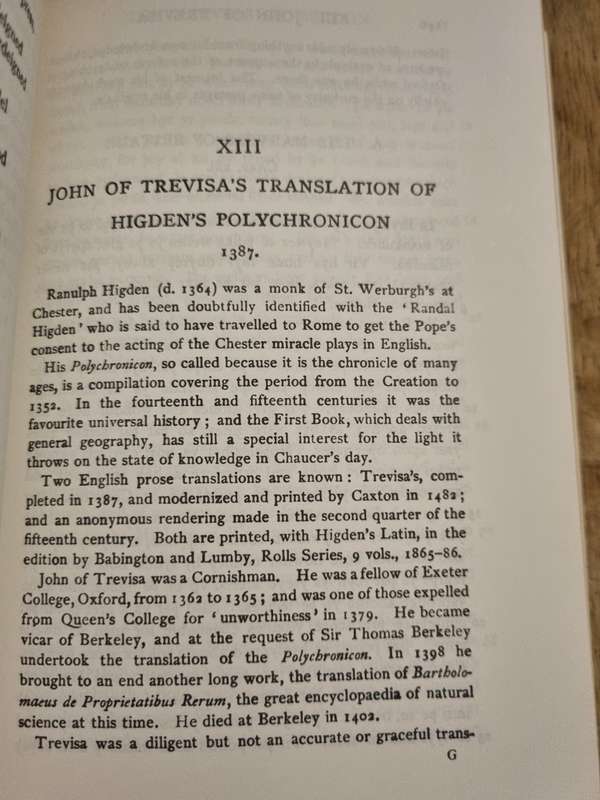 XIII
JOHN OF TREVISA'S TRANSLATION OF
HIGDEN'S POLYCHRONICON
1387.
Ranulph Higden (d. 1364) was a monk of St. Werburgh's at
Chester, and has been doubtfully identified with the 'Randal
Higden' who is said to have travelled to Rome to get the Pope's
consent to the acting of the Chester miracle plays in English.
His Polychronicon, so called because it is the chronicle of many
ages, is a compilation covering the period from the Creation to
1352. In the fourteenth and fifteenth centuries it was the
favourite universal history; and the First Book, which deals with
general geography, has still a special interest for the light it
throws on the state of knowledge in Chaucer's day.
Two English prose translations are known: Trevisa's, com-
pleted in 1387, and modernized and printed by Caxton in 1482;
and an anonymous rendering made in the second quarter of the
fifteenth century. Both are printed, with Higden's Latin, in the
edition by Babington and Lumby, Rolls Series, 9 vols., 1865-86.
John of Trevisa was a Cornishman. He was a fellow of Exeter
College, Oxford, from 1362 to 1365; and was one of those expelled
from Queen's College for 'unworthiness' in 1379. He became
vicar of Berkeley, and at the request of Sir Thomas Berkeley
undertook the translation of the Polychronicon. In 1398 he
brought to an end another long work, the translation of Bartholo-
maeus de Proprietatibus Rerum, the great encyclopaedia of natural
science at this time. He died at Berkeley in 1402.
Trevisa was a diligent but not an accurate or graceful trans-
G